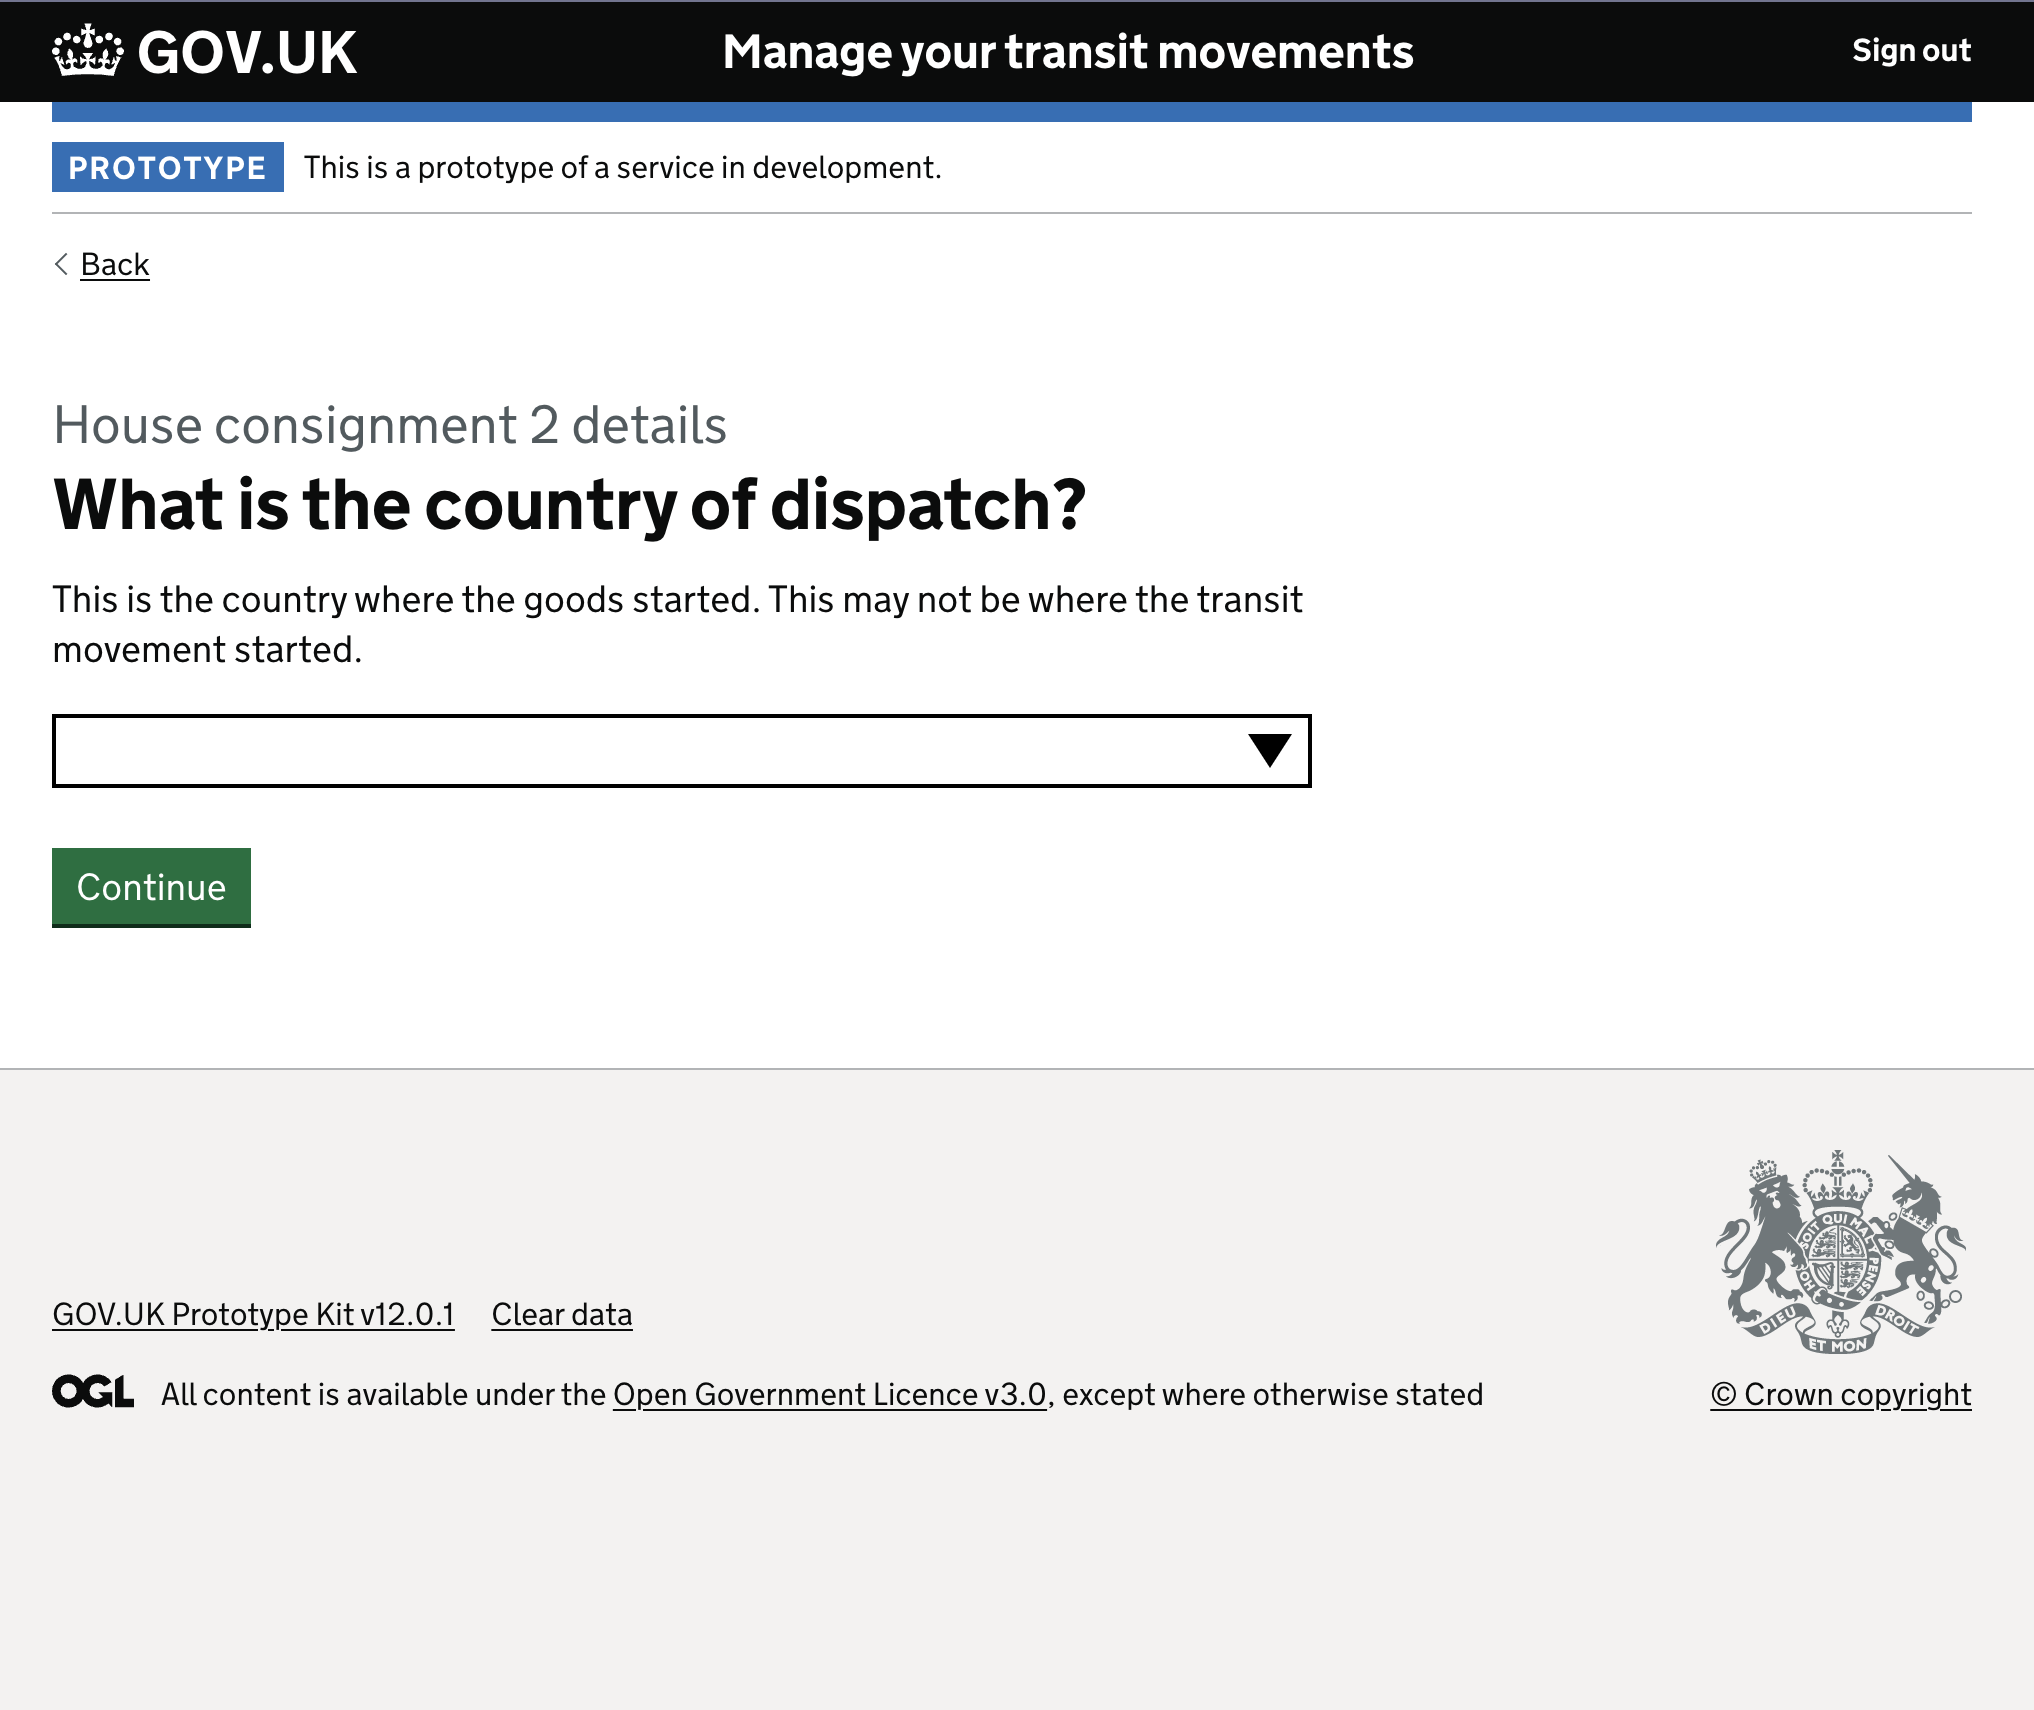 GOV.UK
Manage your transit movements
Sign out
PROTOTYPE
This is a prototype of a service in development.
Back
House consignment 2 details
What is the country of dispatch?
This is the country where the goods started. This may not be where the transit
movement started.
Continue
SOIT QUI MAL Y PENSE
HO
DIEU
ET MON
DROIT
GOV.UK Prototype Kit v12.0.1
Clear data
OGL
All content is available under the Open Government Licence v3.0, except where otherwise stated
© Crown copyright